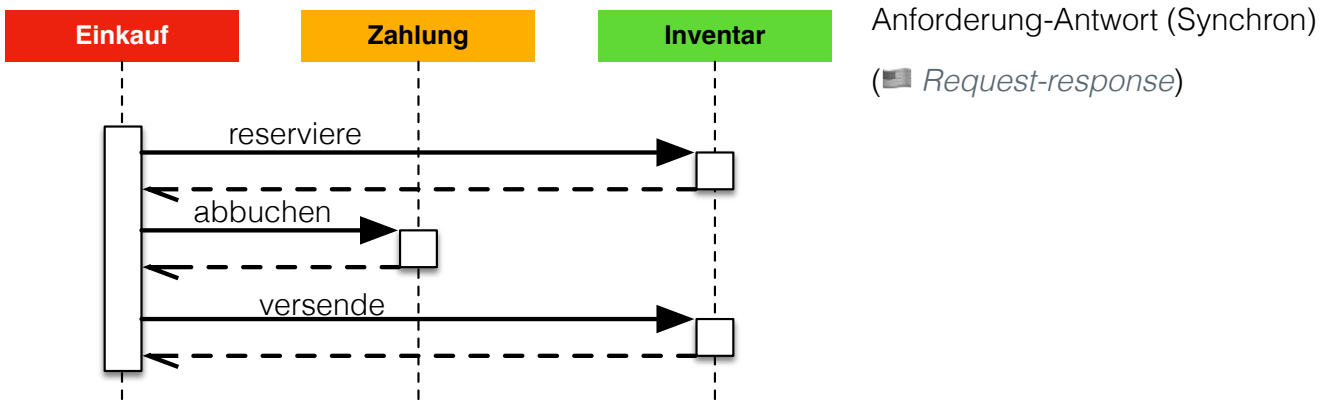 Einkauf
Zahlung
Inventar
Anforderung-Antwort (Synchron)
(Request-response)
reserviere
abbuchen
versende